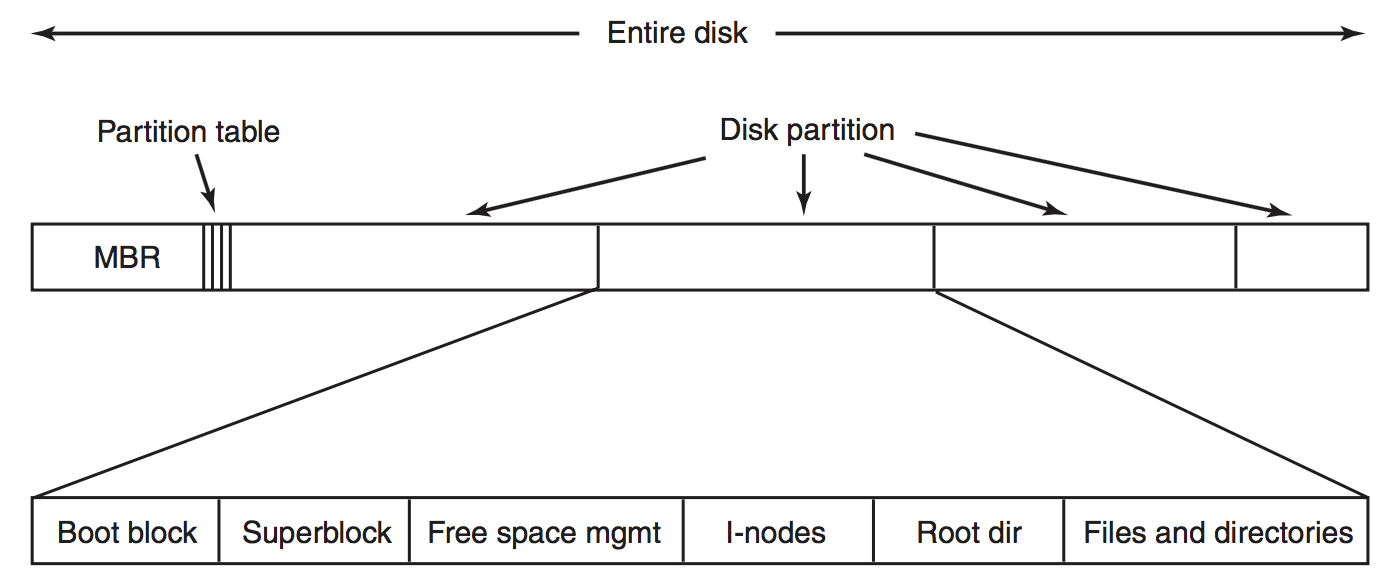 Entire disk
Partition table
Disk partition
MBR
Boot block
Superblock
Free space mgmt
I-nodes
Root dir
Files and directories